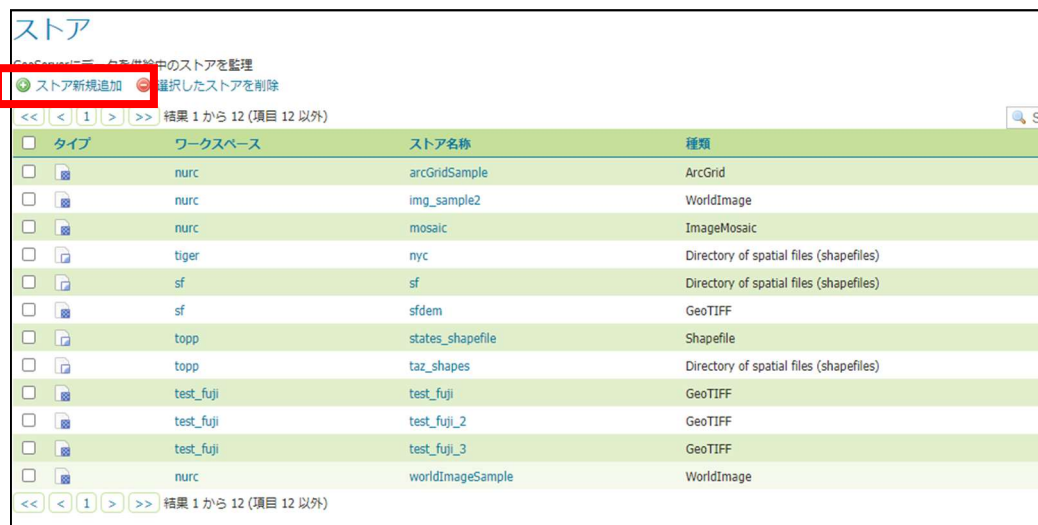 ストア
GeoServerにデータを供給中のストアを監理
ストア新規追加 選択したストアを削除
<< < 1 > >> 結果 1 から 12 (項目 12 以外)
タイプ ワークスペース ストア名称 種類
nurc arcGridSample ArcGrid
nurc img_sample2 WorldImage
nurc mosaic ImageMosaic
tiger nyc Directory of spatial files (shapefiles)
sf sf Directory of spatial files (shapefiles)
sf sfdem GeoTIFF
topp states_shapefile Shapefile
topp taz_shapes Directory of spatial files (shapefiles)
test_fuji test_fuji GeoTIFF
test_fuji test_fuji_2 GeoTIFF
test_fuji test_fuji_3 GeoTIFF
nurc worldImageSample WorldImage
<< < 1 > >> 結果 1 から 12 (項目 12 以外)